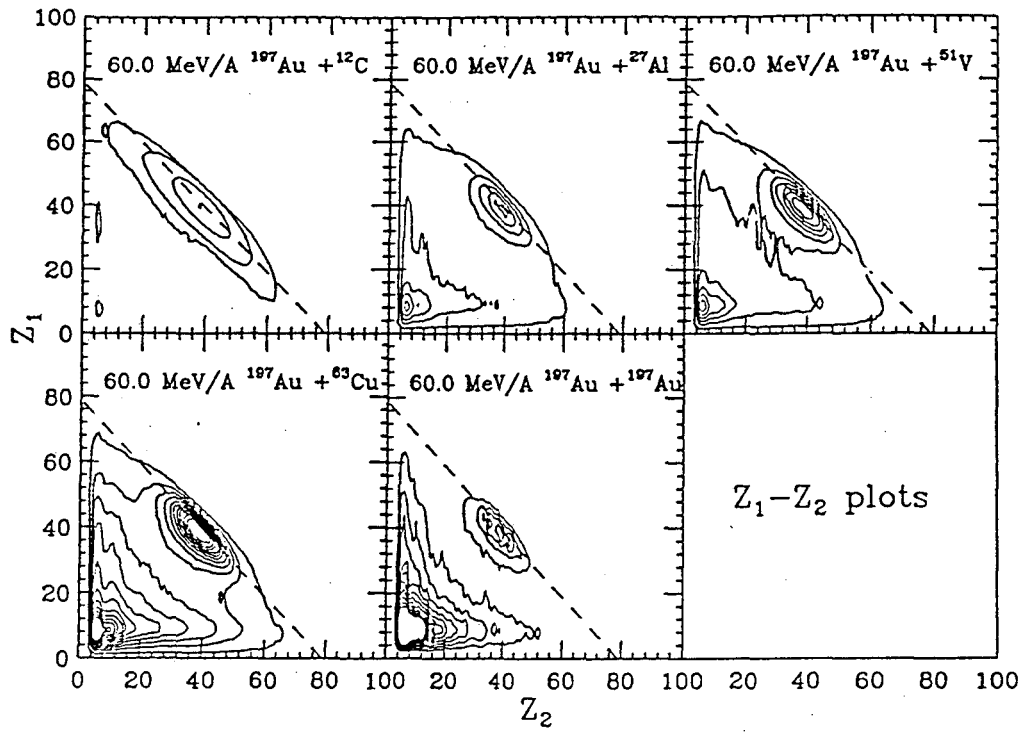 100
80
60
40
20
0
Z₁
60.0 MeV/A ¹⁹⁷Au +¹²C
60.0 MeV/A ¹⁹⁷Au +²⁷Al
60.0 MeV/A ¹⁹⁷Au +⁵¹V
80
60
40
20
0
60.0 MeV/A ¹⁹⁷Au +⁶³Cu
60.0 MeV/A ¹⁹⁷Au +¹⁹⁷Au
Z₁−Z₂ plots
0 20 40 60 80 100 20 40 60 80 100 20 40 60 80 100
Z₂